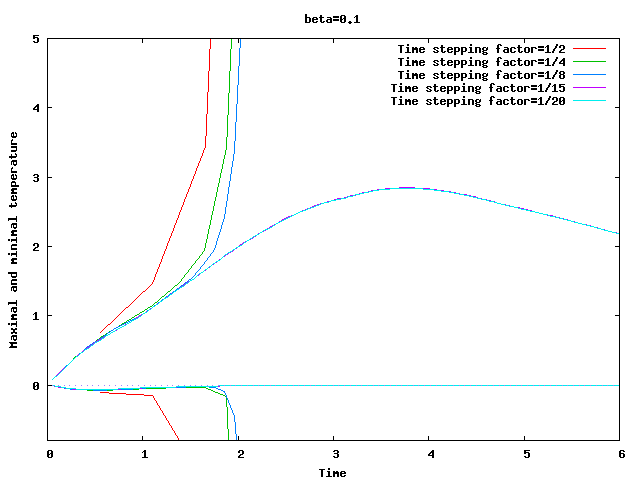 beta=0.1
Time stepping factor=1/2
Time stepping factor=1/4
Time stepping factor=1/8
Time stepping factor=1/15
Time stepping factor=1/20
Maximal and minimal temperature
5
4
3
2
1
0
0 1 2 3 4 5 6
Time